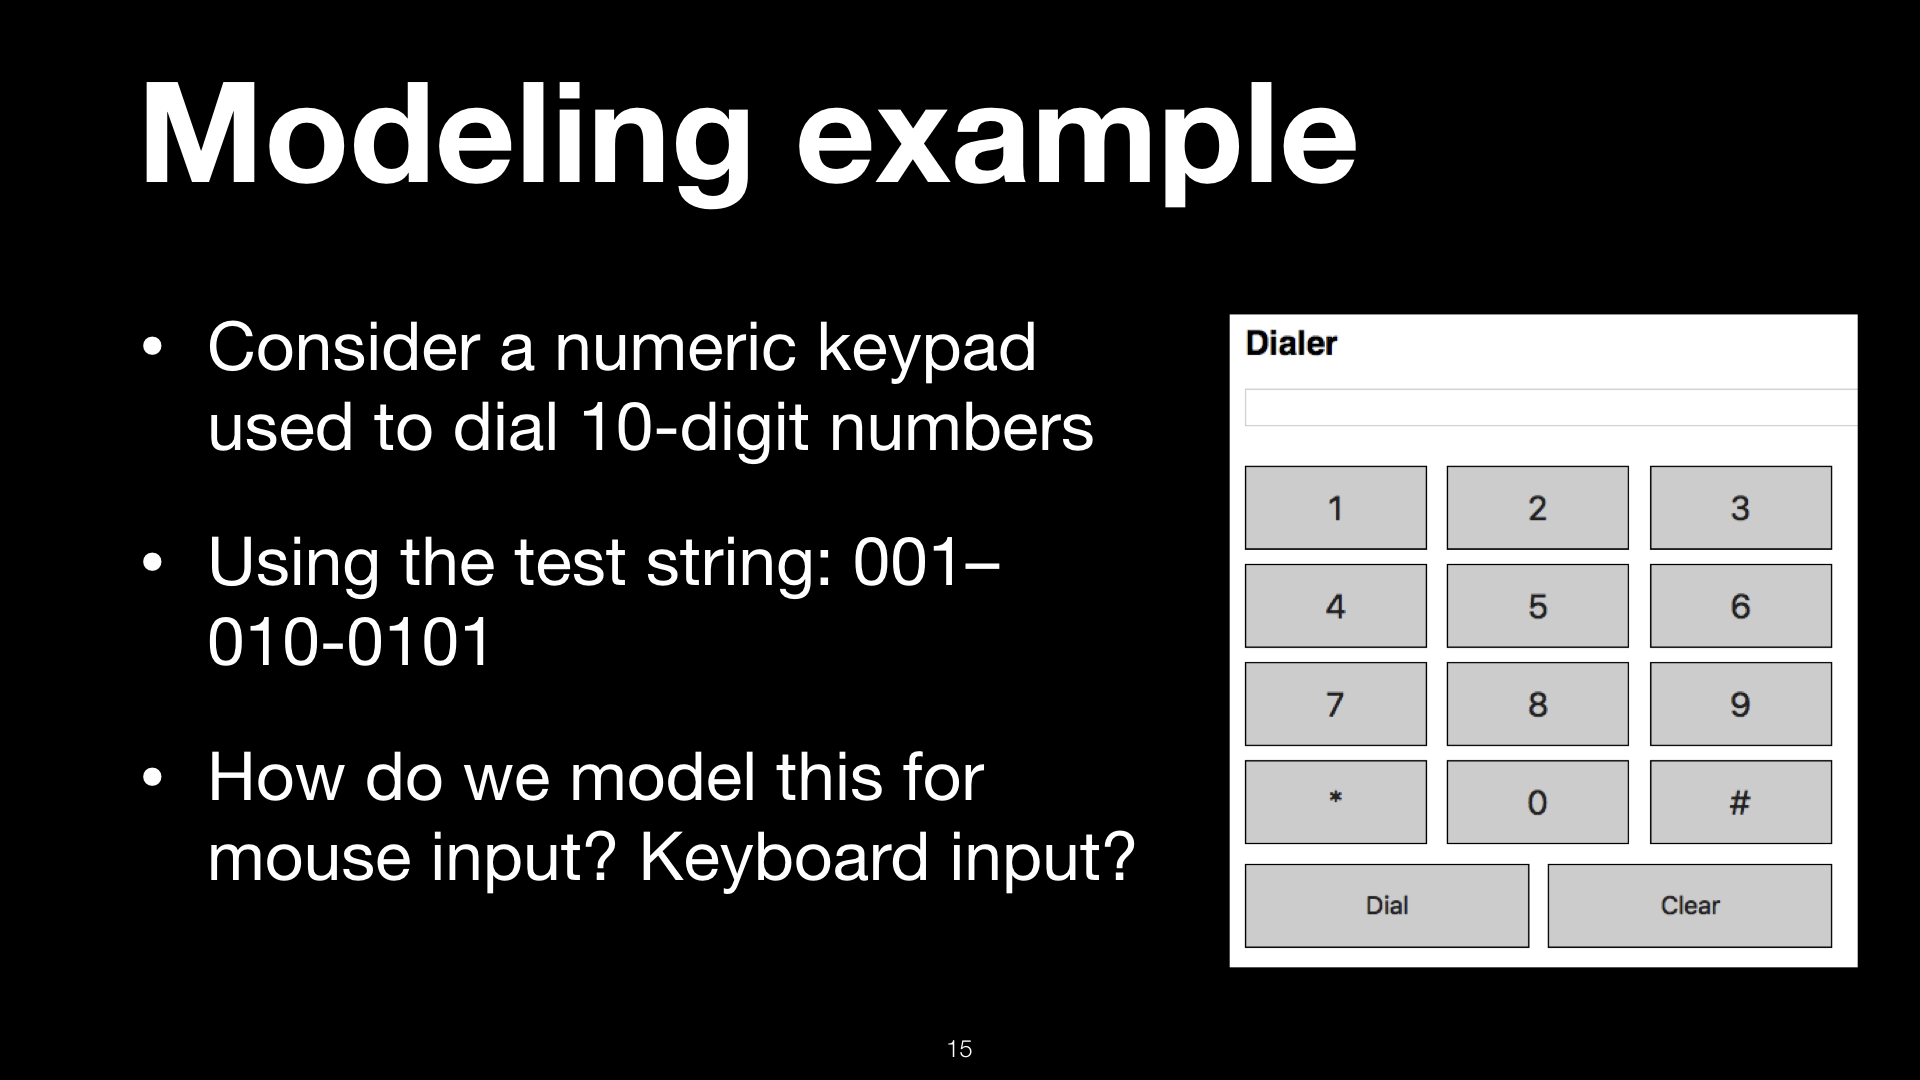 Modeling example
• Consider a numeric keypad
used to dial 10-digit numbers
• Using the test string: 001–
010-0101
• How do we model this for
mouse input? Keyboard input?
Dialer
1 2 3
4 5 6
7 8 9
* 0 #
Dial Clear
15